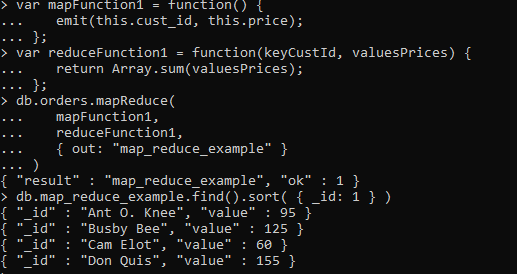 > var mapFunction1 = function() {
...     emit(this.cust_id, this.price);
... };
> var reduceFunction1 = function(keyCustId, valuesPrices) {
...     return Array.sum(valuesPrices);
... };
> db.orders.mapReduce(
...     mapFunction1,
...     reduceFunction1,
...     { out: "map_reduce_example" }
... )
{ "result" : "map_reduce_example", "ok" : 1 }
> db.map_reduce_example.find().sort( { _id: 1 } )
{ "_id" : "Ant O. Knee", "value" : 95 }
{ "_id" : "Busby Bee", "value" : 125 }
{ "_id" : "Cam Elot", "value" : 60 }
{ "_id" : "Don Quis", "value" : 155 }